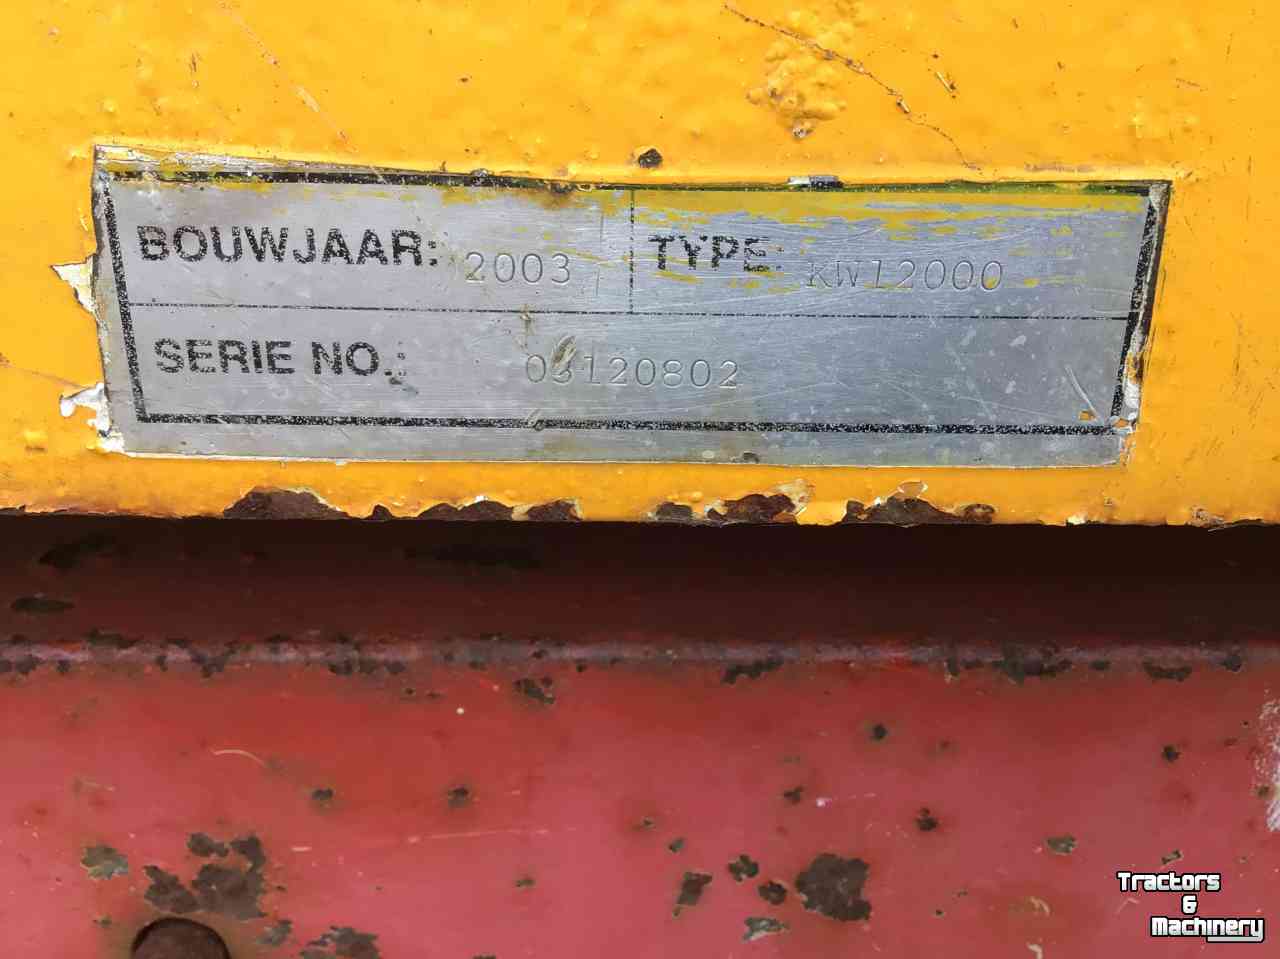 BOUWJAAR: 2003 TYPE: KW12000
SERIE NO.: 03120802
Tractors
&
Machinery